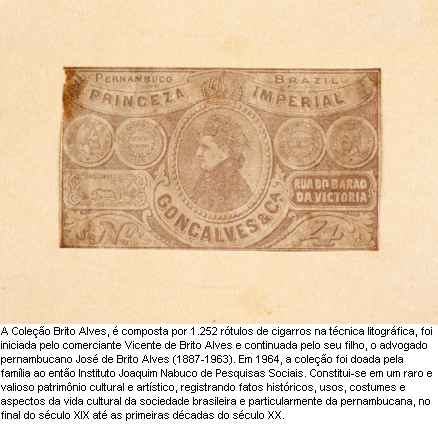 PERNAMBUCO BRAZIL
PRINCEZA IMPERIAL
RUA DO BARÃO
DA VICTORIA
GONÇALVES & Cª
Nº 24
A Coleção Brito Alves, é composta por 1.252 rótulos de cigarros na técnica litográfica, foi
iniciada pelo comerciante Vicente de Brito Alves e continuada pelo seu filho, o advogado
pernambucano José de Brito Alves (1887-1963). Em 1964, a coleção foi doada pela
família ao então Instituto Joaquim Nabuco de Pesquisas Sociais. Constitui-se em um raro e
valioso patrimônio cultural e artístico, registrando fatos históricos, usos, costumes e
aspectos da vida cultural da sociedade brasileira e particularmente da pernambucana, no
final do século XIX até as primeiras décadas do século XX.